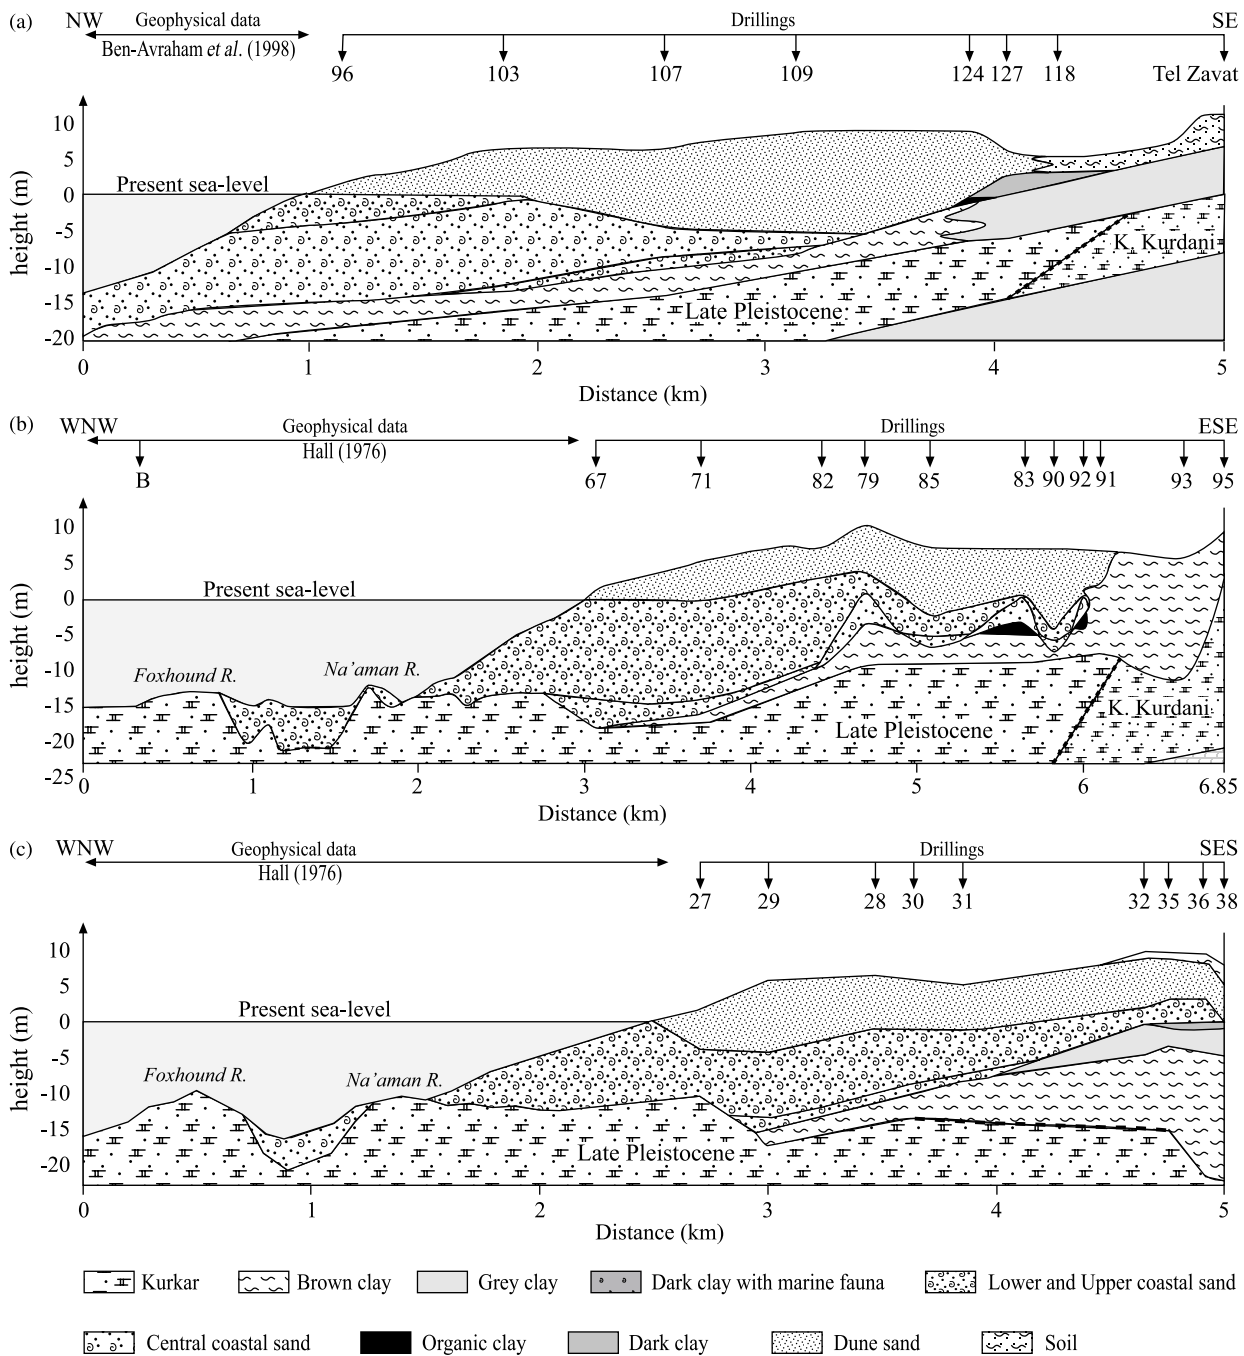 (a) NW Geophysical data Drillings SE
Ben-Avraham et al. (1998)
96 103 107 109 124 127 118 Tel Zavat
10
5
Present sea-level
0
-5
K. Kurdani
-10
-15
Late Pleistocene
-20
height (m)
0 1 2 3 4 5
Distance (km)
(b) WNW Geophysical data Drillings ESE
Hall (1976)
B 67 71 82 79 85 83 90 92 91 93 95
10
5
Present sea-level
0
-5
Foxhound R. Na'aman R.
-10
-15
K. Kurdani
Late Pleistocene
-20
-25
height (m)
0 1 2 3 4 5 6 6.85
Distance (km)
(c) WNW Geophysical data Drillings SES
Hall (1976)
27 29 28 30 31 32 35 36 38
10
5
Present sea-level
0
-5
Foxhound R. Na'aman R.
-10
-15
Late Pleistocene
-20
height (m)
0 1 2 3 4 5
Distance (km)
Kurkar Brown clay Grey clay Dark clay with marine fauna Lower and Upper coastal sand
Central coastal sand Organic clay Dark clay Dune sand Soil